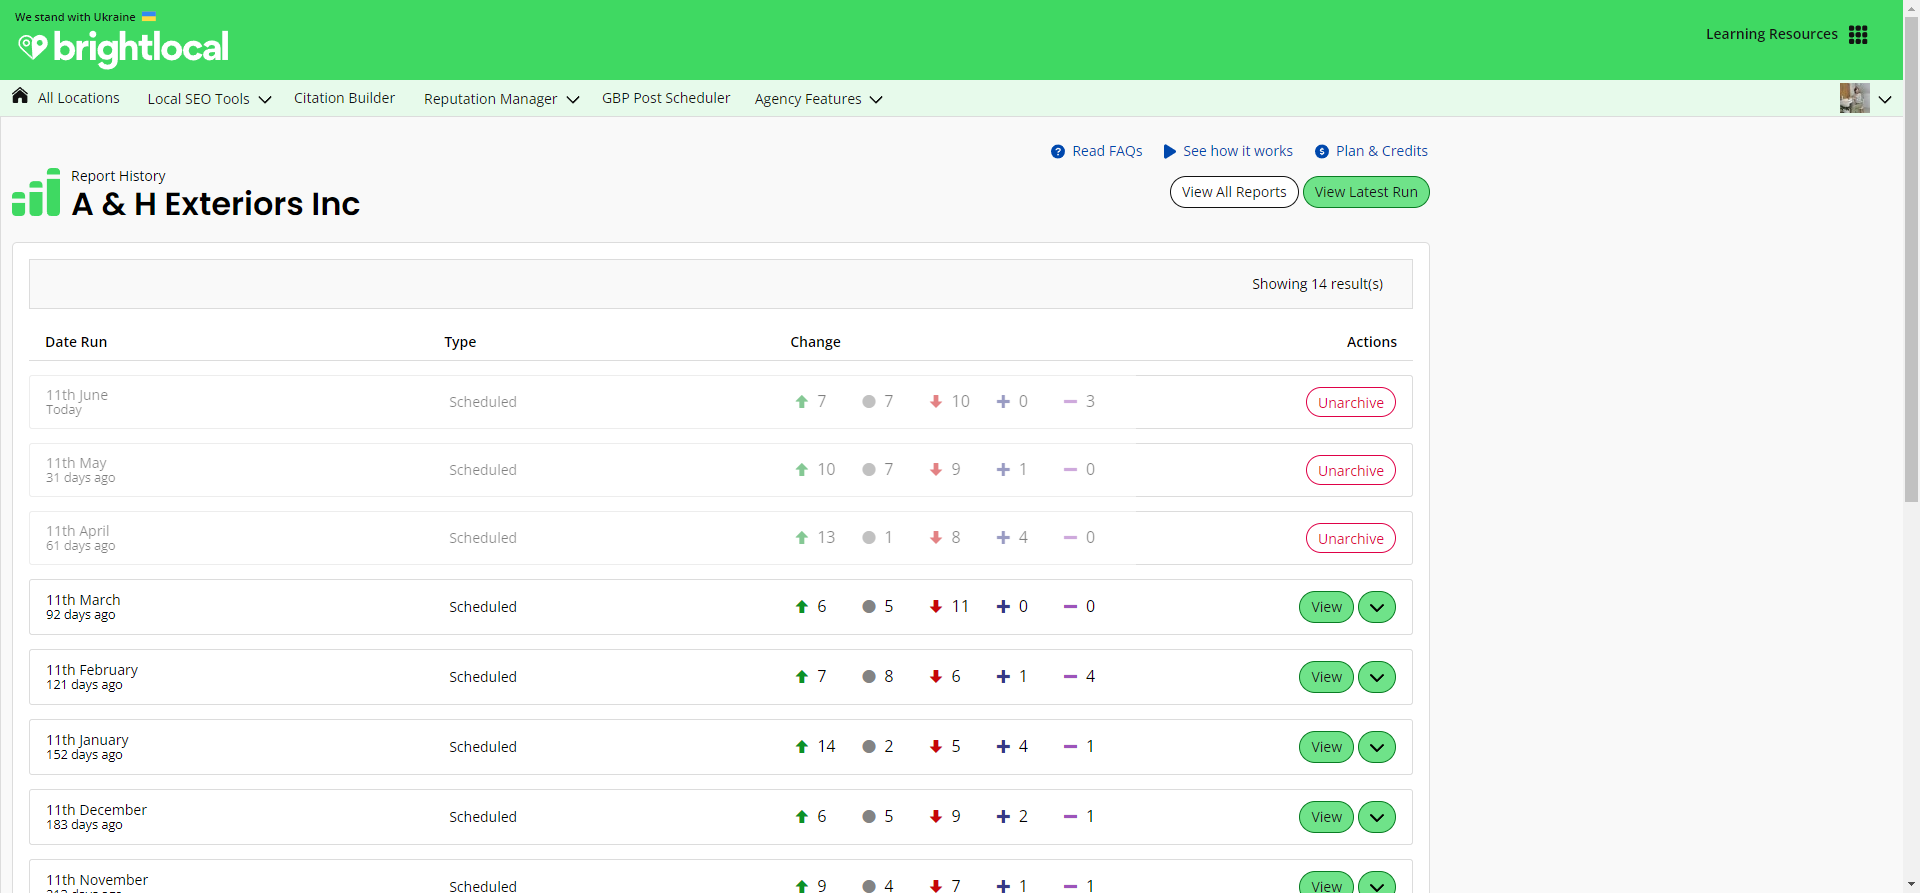 We stand with Ukraine
brightlocal
Learning Resources
All Locations Local SEO Tools Citation Builder Reputation Manager GBP Post Scheduler Agency Features
Read FAQs See how it works Plan & Credits
Report History
A & H Exteriors Inc
View All Reports View Latest Run
Showing 14 result(s)
Date Run Type Change Actions
11th June
Today
Scheduled 7 7 10 0 3 Unarchive
11th May
31 days ago
Scheduled 10 7 9 1 0 Unarchive
11th April
61 days ago
Scheduled 13 1 8 4 0 Unarchive
11th March
92 days ago
Scheduled 6 5 11 0 0 View
11th February
121 days ago
Scheduled 7 8 6 1 4 View
11th January
152 days ago
Scheduled 14 2 5 4 1 View
11th December
183 days ago
Scheduled 6 5 9 2 1 View
11th November
Scheduled 9 4 7 1 1 View